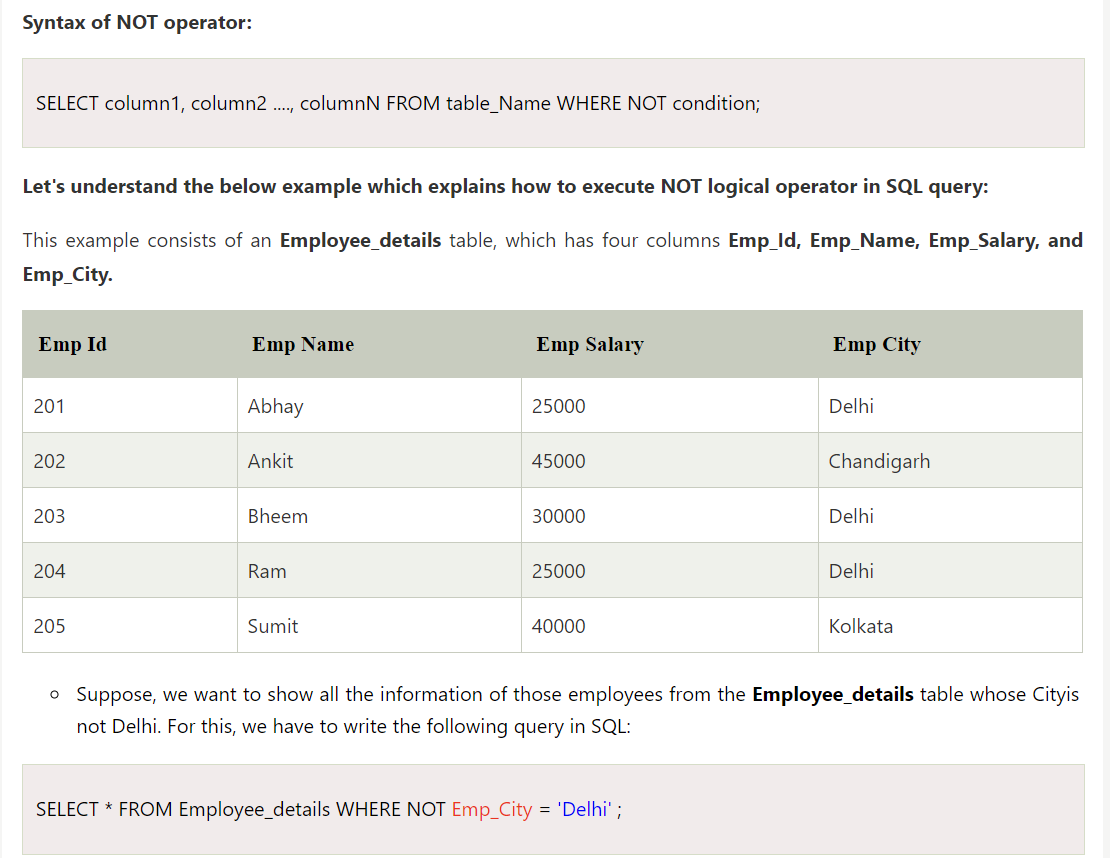 Syntax of NOT operator:
SELECT column1, column2 ...., columnN FROM table_Name WHERE NOT condition;
Let's understand the below example which explains how to execute NOT logical operator in SQL query:
This example consists of an Employee_details table, which has four columns Emp_Id, Emp_Name, Emp_Salary, and
Emp_City.
Emp Id Emp Name Emp Salary Emp City
201 Abhay 25000 Delhi
202 Ankit 45000 Chandigarh
203 Bheem 30000 Delhi
204 Ram 25000 Delhi
205 Sumit 40000 Kolkata
Suppose, we want to show all the information of those employees from the Employee_details table whose Cityis
not Delhi. For this, we have to write the following query in SQL:
SELECT * FROM Employee_details WHERE NOT Emp_City = 'Delhi' ;